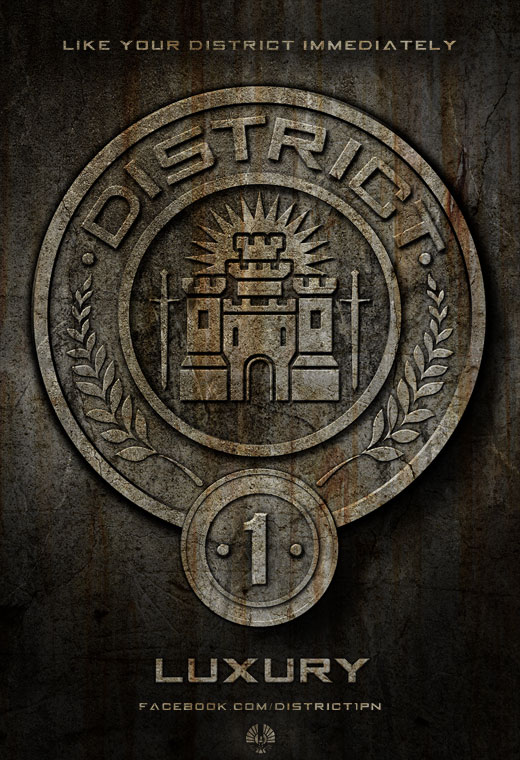 LIKE YOUR DISTRICT IMMEDIATELY
DISTRICT
1
LUXURY
FACEBOOK.COM/DISTRICT1PN